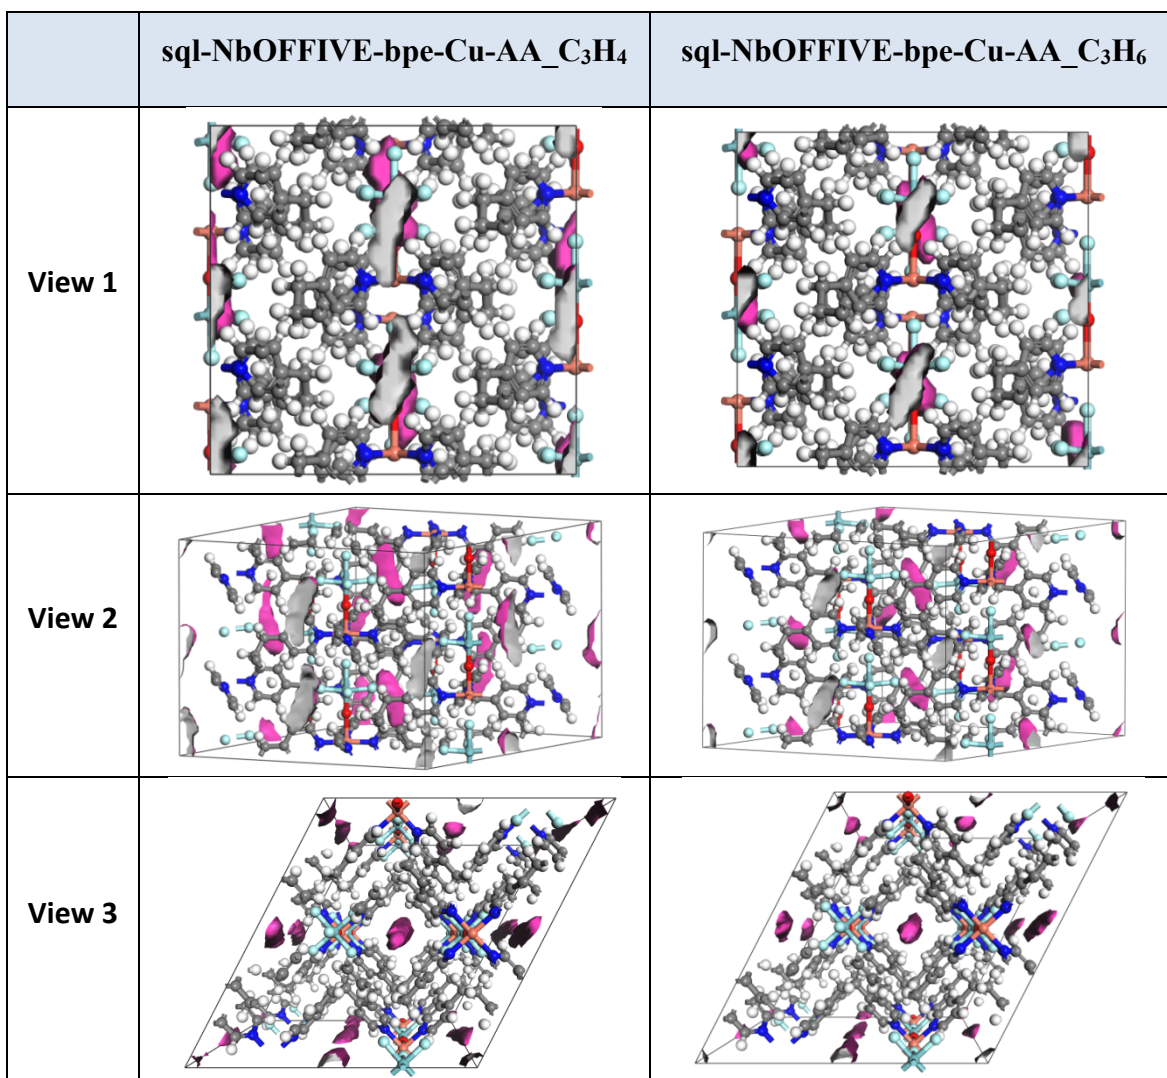 sql-NbOFFIVE-bpe-Cu-AA_C₃H₄
sql-NbOFFIVE-bpe-Cu-AA_C₃H₆
View 1
View 2
View 3